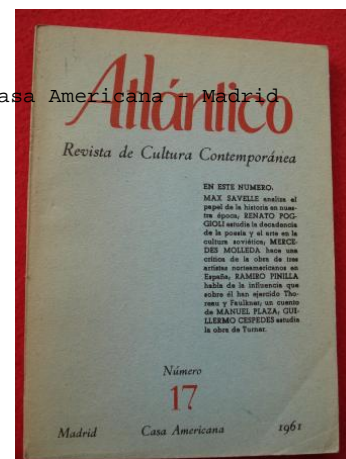 asa Americana - Madrid
Atlántico
Revista de Cultura Contemporánea
EN ESTE NUMERO:
MAX SAVELLE analiza el
papel de la historia en nues-
tra época; RENATO POG-
GIOLI estudia la decadencia
de la poesía y el arte en la
cultura soviética; MERCE-
DES MOLLEDA hace una
crítica de la obra de tres
artistas norteamericanos en
España, RAMIRO PINILLA
habla de la influencia que
sobre él han ejercido Tho-
reau y Faulkner; un cuento
de MANUEL PLAZA; GUI-
LLERMO CESPEDES estudia
la obra de Turner.
Número
17
Madrid Casa Americana 1961